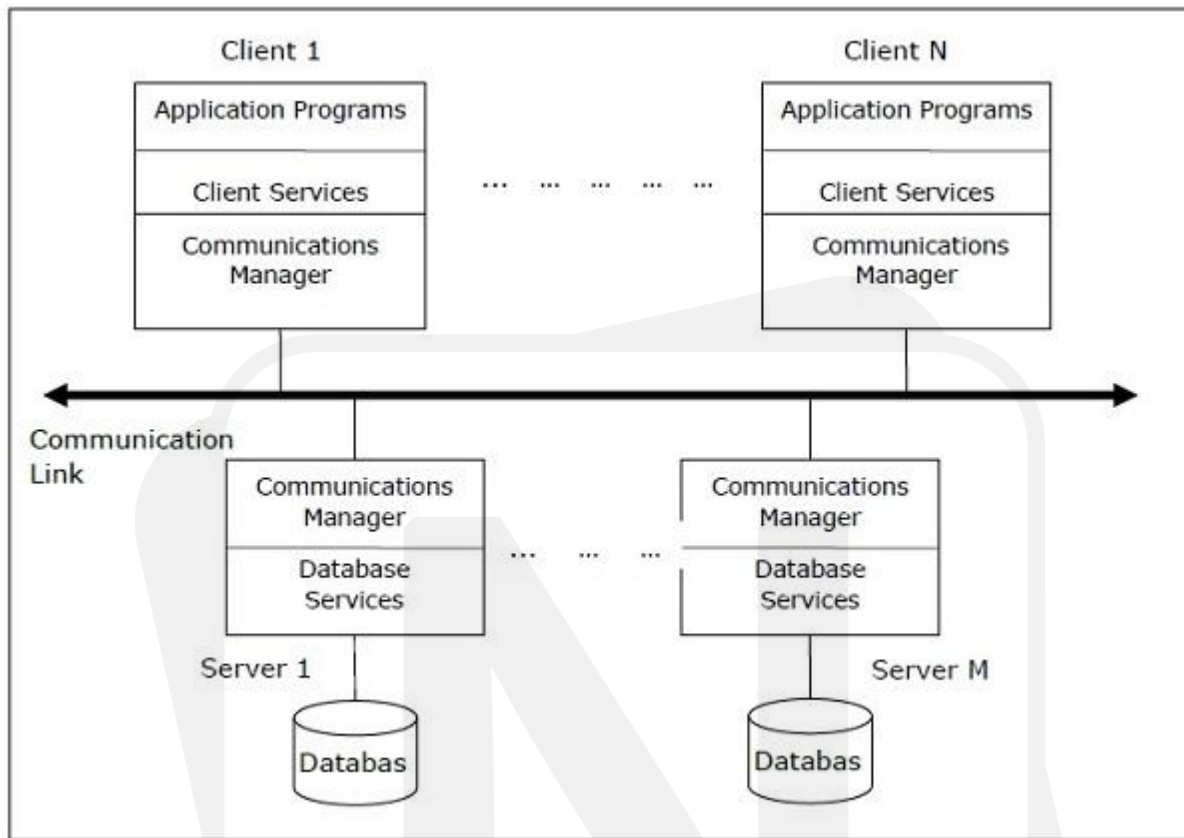 Client 1
Client N
Application Programs
Application Programs
Client Services
... ... ... ... ...
Client Services
Communications
Manager
Communications
Manager
Communication
Link
Communications
Manager
Communications
Manager
... ... ...
Database
Services
Database
Services
Server 1
Server M
Databas
Databas